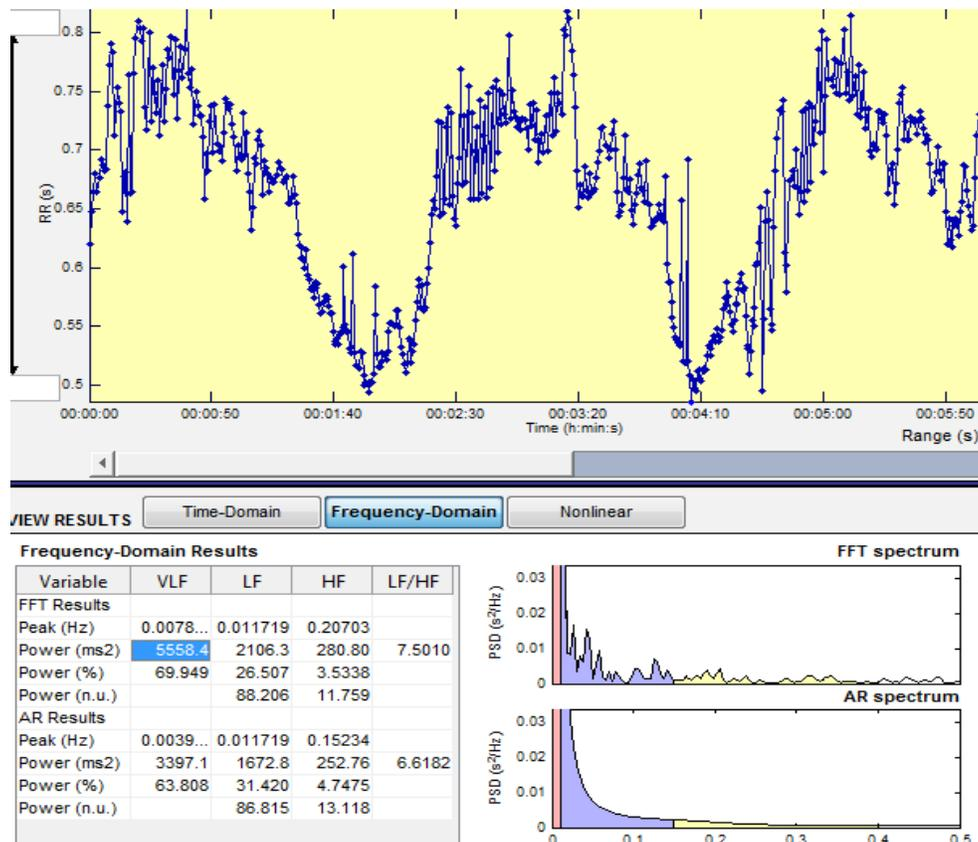 0.8
0.75
0.7
0.65
0.6
0.55
0.5
RR (s)
00:00:00 00:00:50 00:01:40 00:02:30 00:03:20 00:04:10 00:05:00 00:05:50
Time (h:min:s)
Range (s)
VIEW RESULTS Time-Domain Frequency-Domain Nonlinear
Frequency-Domain Results
Variable VLF LF HF LF/HF
FFT Results
Peak (Hz) 0.0078... 0.011719 0.20703
Power (ms2) 5558.4 2106.3 280.80 7.5010
Power (%) 69.949 26.507 3.5338
Power (n.u.) 88.206 11.759
AR Results
Peak (Hz) 0.0039... 0.011719 0.15234
Power (ms2) 3397.1 1672.8 252.76 6.6182
Power (%) 63.808 31.420 4.7475
Power (n.u.) 86.815 13.118
FFT spectrum
0.03
0.02
0.01
0
PSD (s²/Hz)
AR spectrum
0.03
0.02
0.01
0
PSD (s²/Hz)
0 0.1 0.2 0.3 0.4 0.5